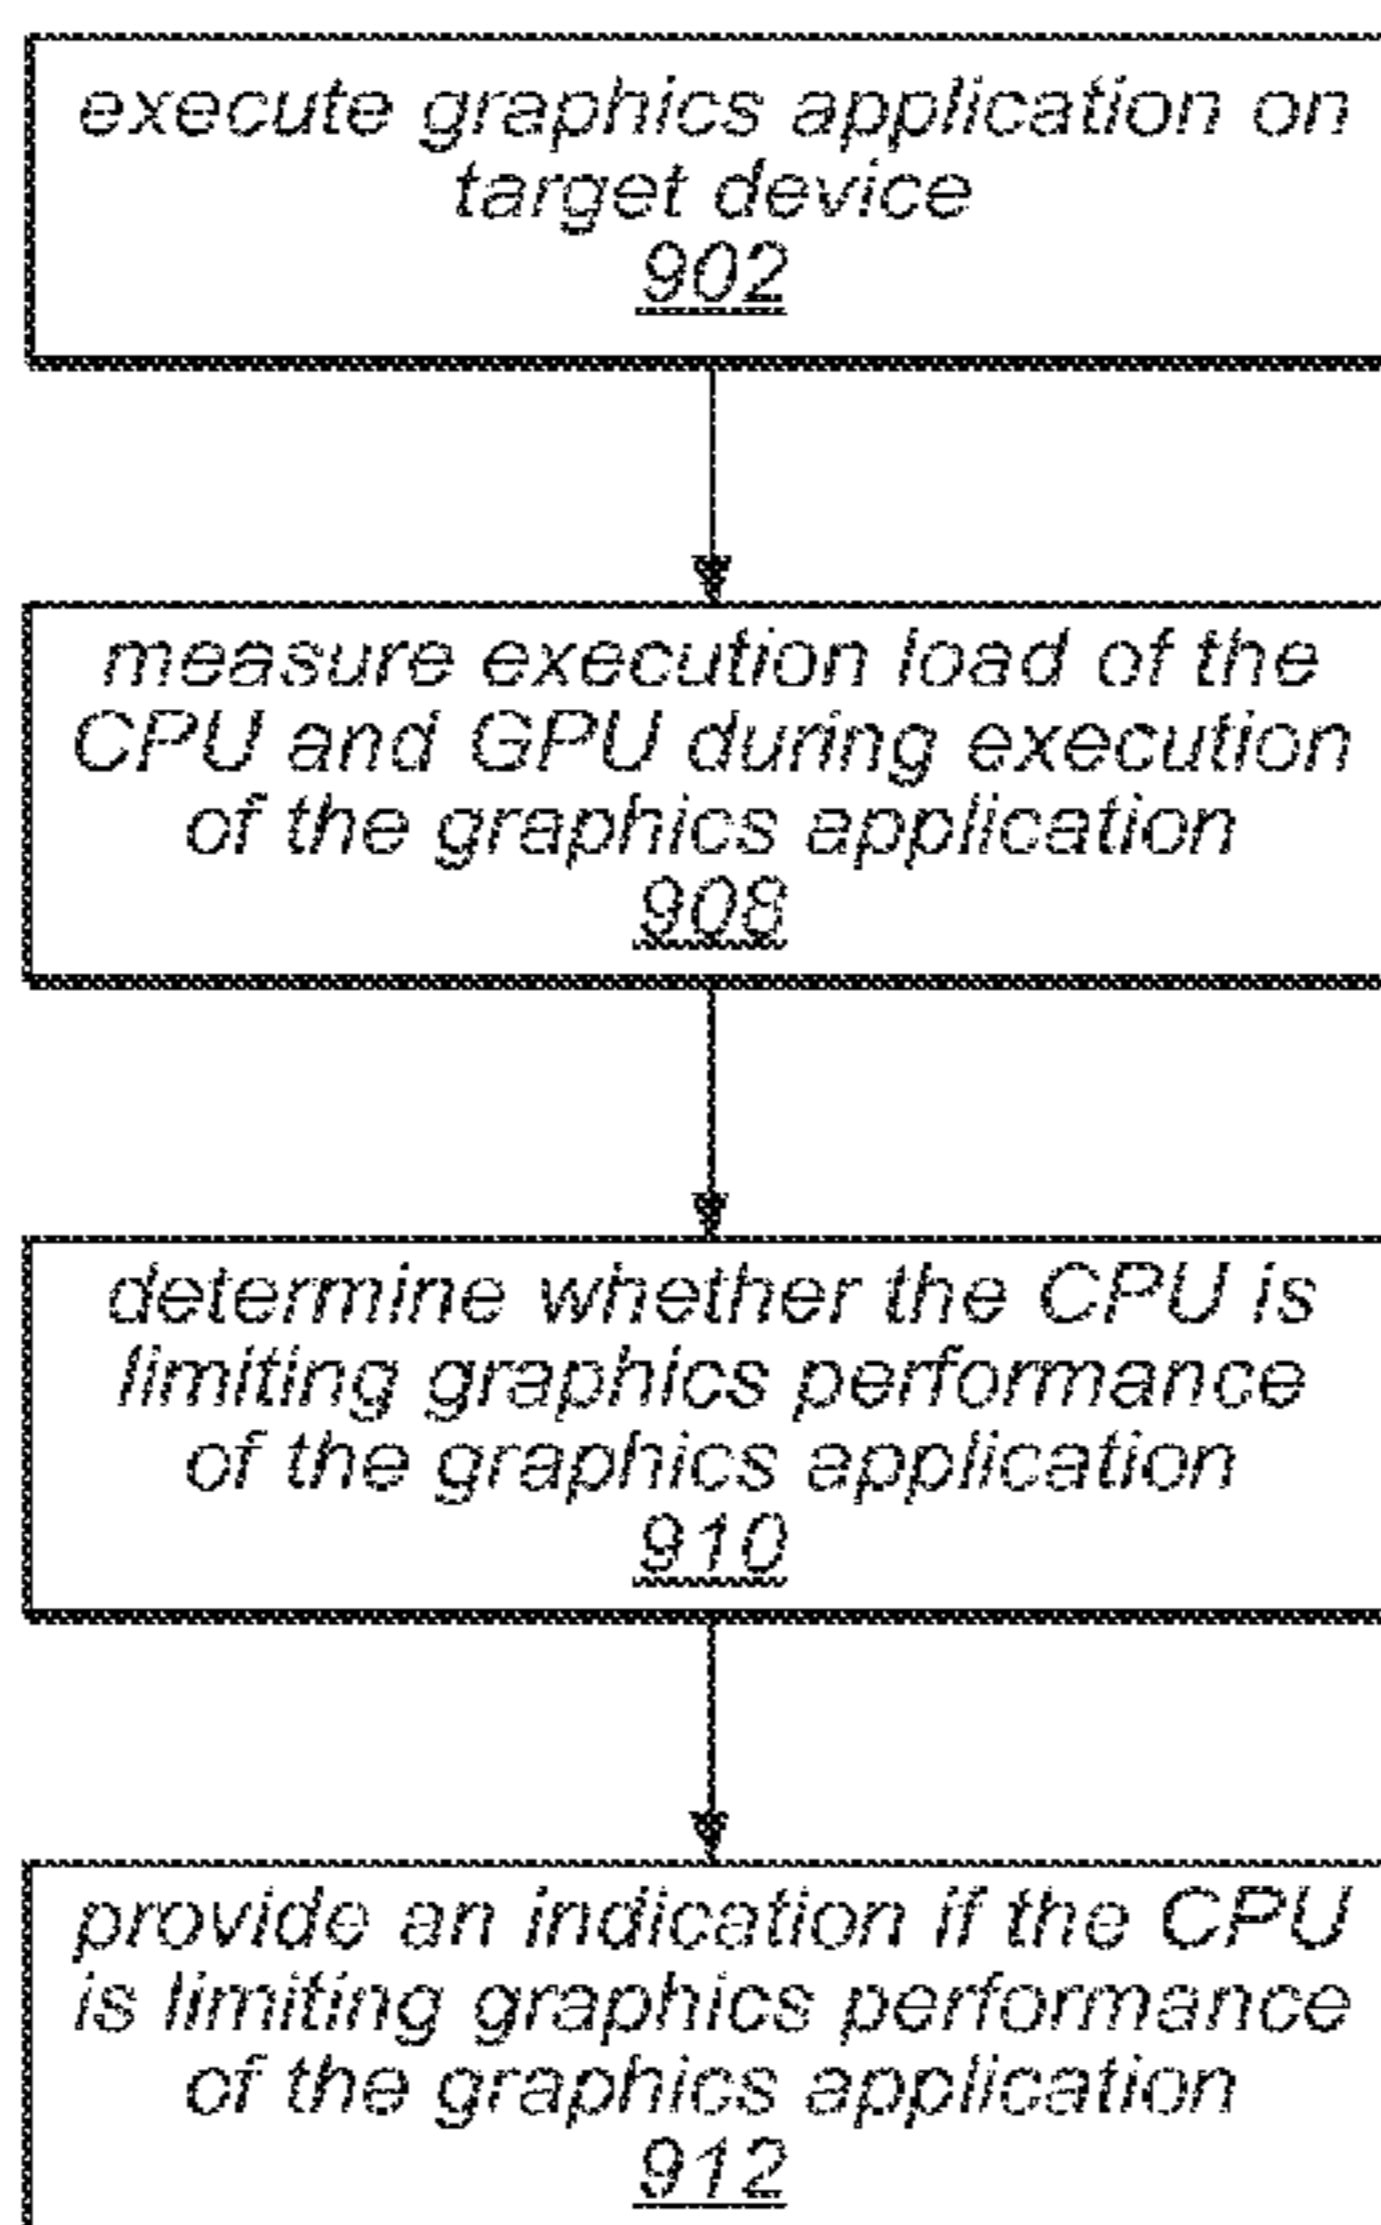 execute graphics application on
target device
902
measure execution load of the
CPU and GPU during execution
of the graphics application
908
determine whether the CPU is
limiting graphics performance
of the graphics application
910
provide an indication if the CPU
is limiting graphics performance
of the graphics application
912